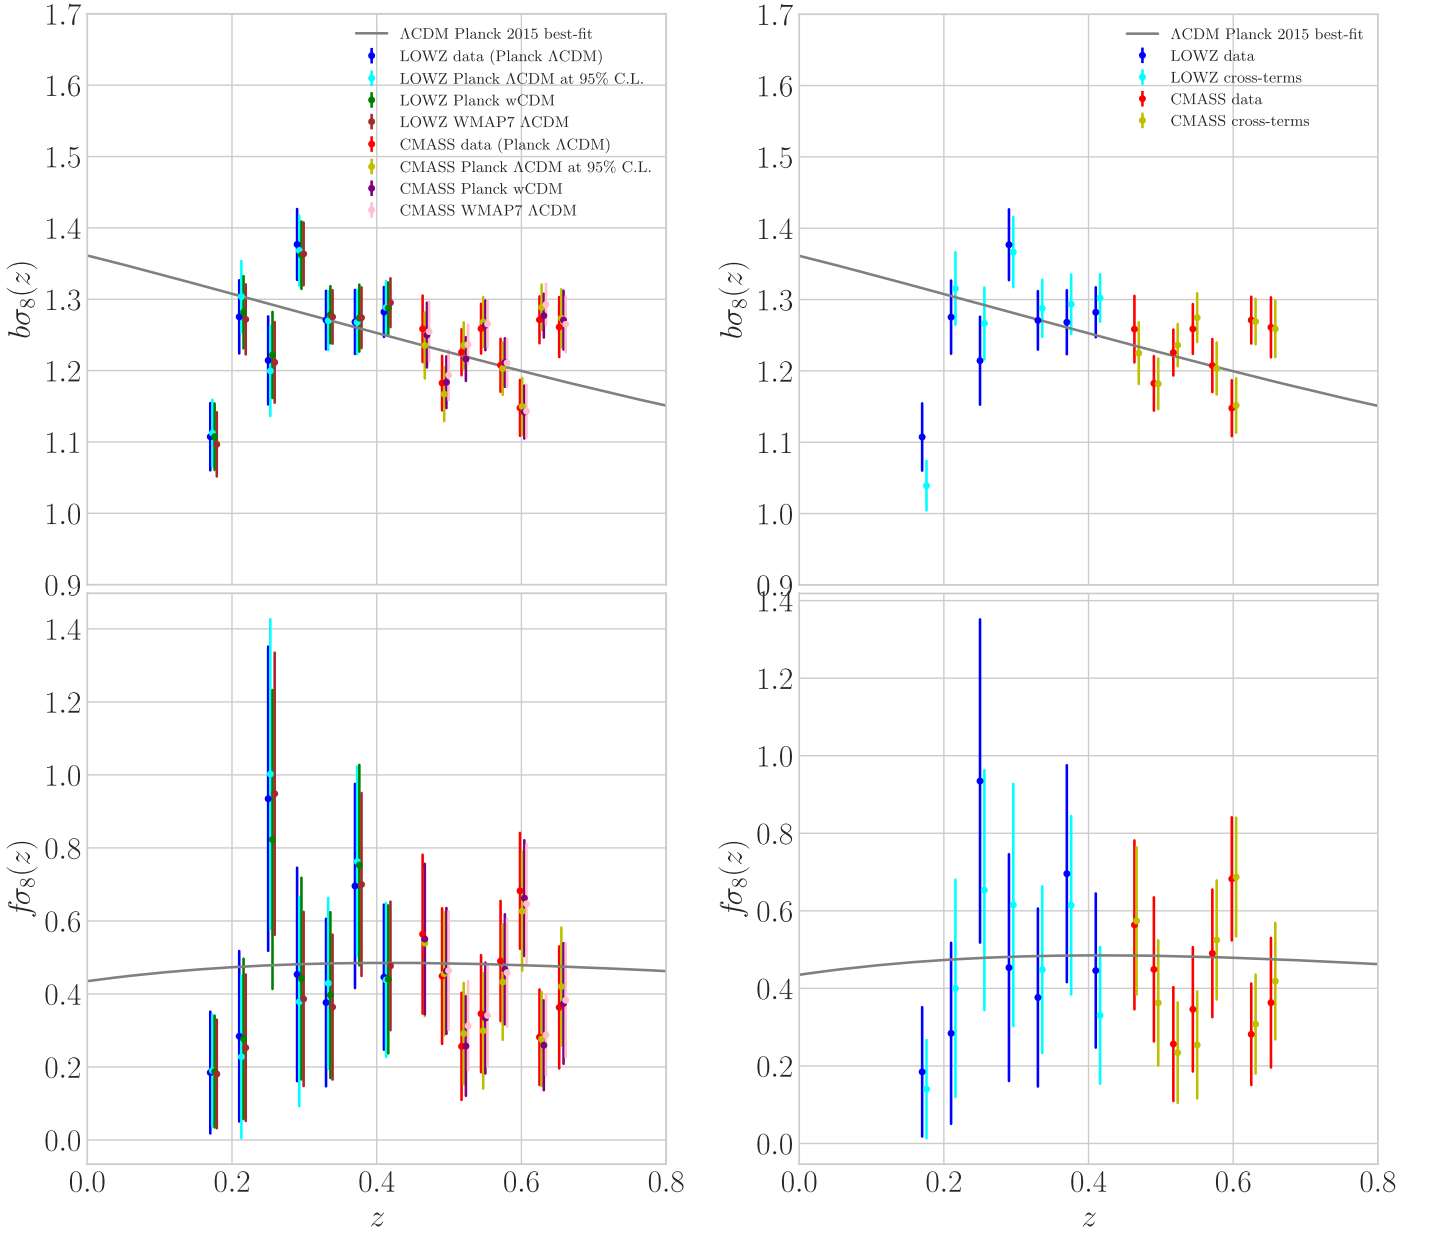 1.7
1.6
1.5
1.4
1.3
1.2
1.1
1.0
0.9
bσ₈(z)
ΛCDM Planck 2015 best-fit
LOWZ data (Planck ΛCDM)
LOWZ Planck ΛCDM at 95% C.L.
LOWZ Planck wCDM
LOWZ WMAP7 ΛCDM
CMASS data (Planck ΛCDM)
CMASS Planck ΛCDM at 95% C.L.
CMASS Planck wCDM
CMASS WMAP7 ΛCDM
1.7
1.6
1.5
1.4
1.3
1.2
1.1
1.0
0.9
bσ₈(z)
ΛCDM Planck 2015 best-fit
LOWZ data
LOWZ cross-terms
CMASS data
CMASS cross-terms
1.4
1.2
1.0
0.8
0.6
0.4
0.2
0.0
fσ₈(z)
0.0 0.2 0.4 0.6 0.8
z
1.4
1.2
1.0
0.8
0.6
0.4
0.2
0.0
fσ₈(z)
0.0 0.2 0.4 0.6 0.8
z